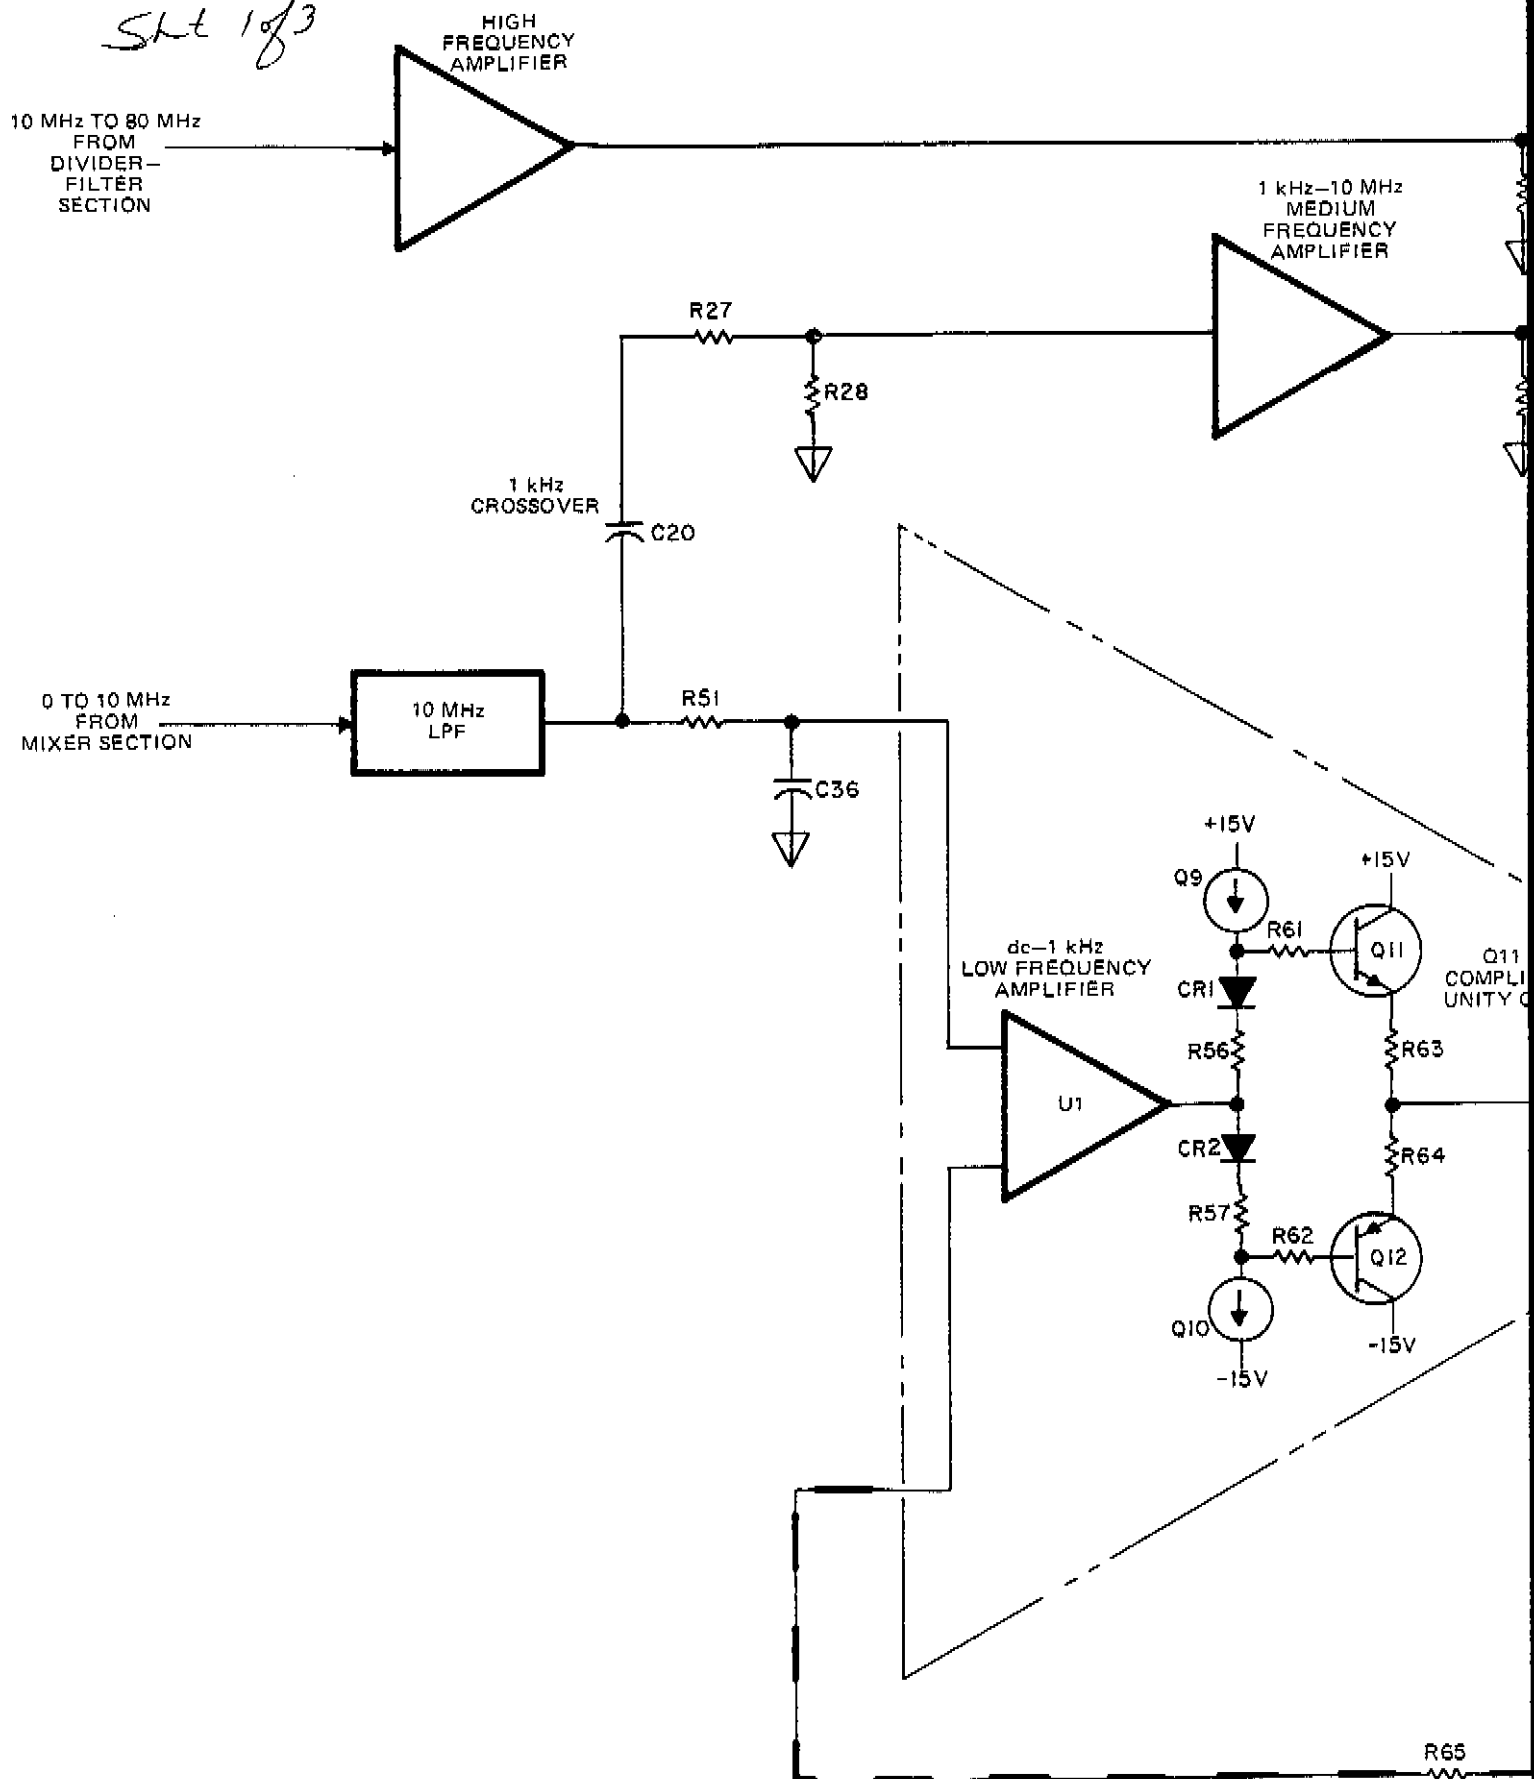 Sht 1 of 3
HIGH
FREQUENCY
AMPLIFIER
10 MHz TO 80 MHz
FROM
DIVIDER–
FILTER
SECTION
1 kHz–10 MHz
MEDIUM
FREQUENCY
AMPLIFIER
R27
R28
1 kHz
CROSSOVER
C20
0 TO 10 MHz
FROM
MIXER SECTION
10 MHz
LPF
R51
C36
+15V
Q9
+15V
R61
Q11
dc–1 kHz
LOW FREQUENCY
AMPLIFIER
CR1
Q11
COMPLI
UNITY
R56
R63
U1
CR2
R64
R57
R62
Q12
Q10
-15V
-15V
R65